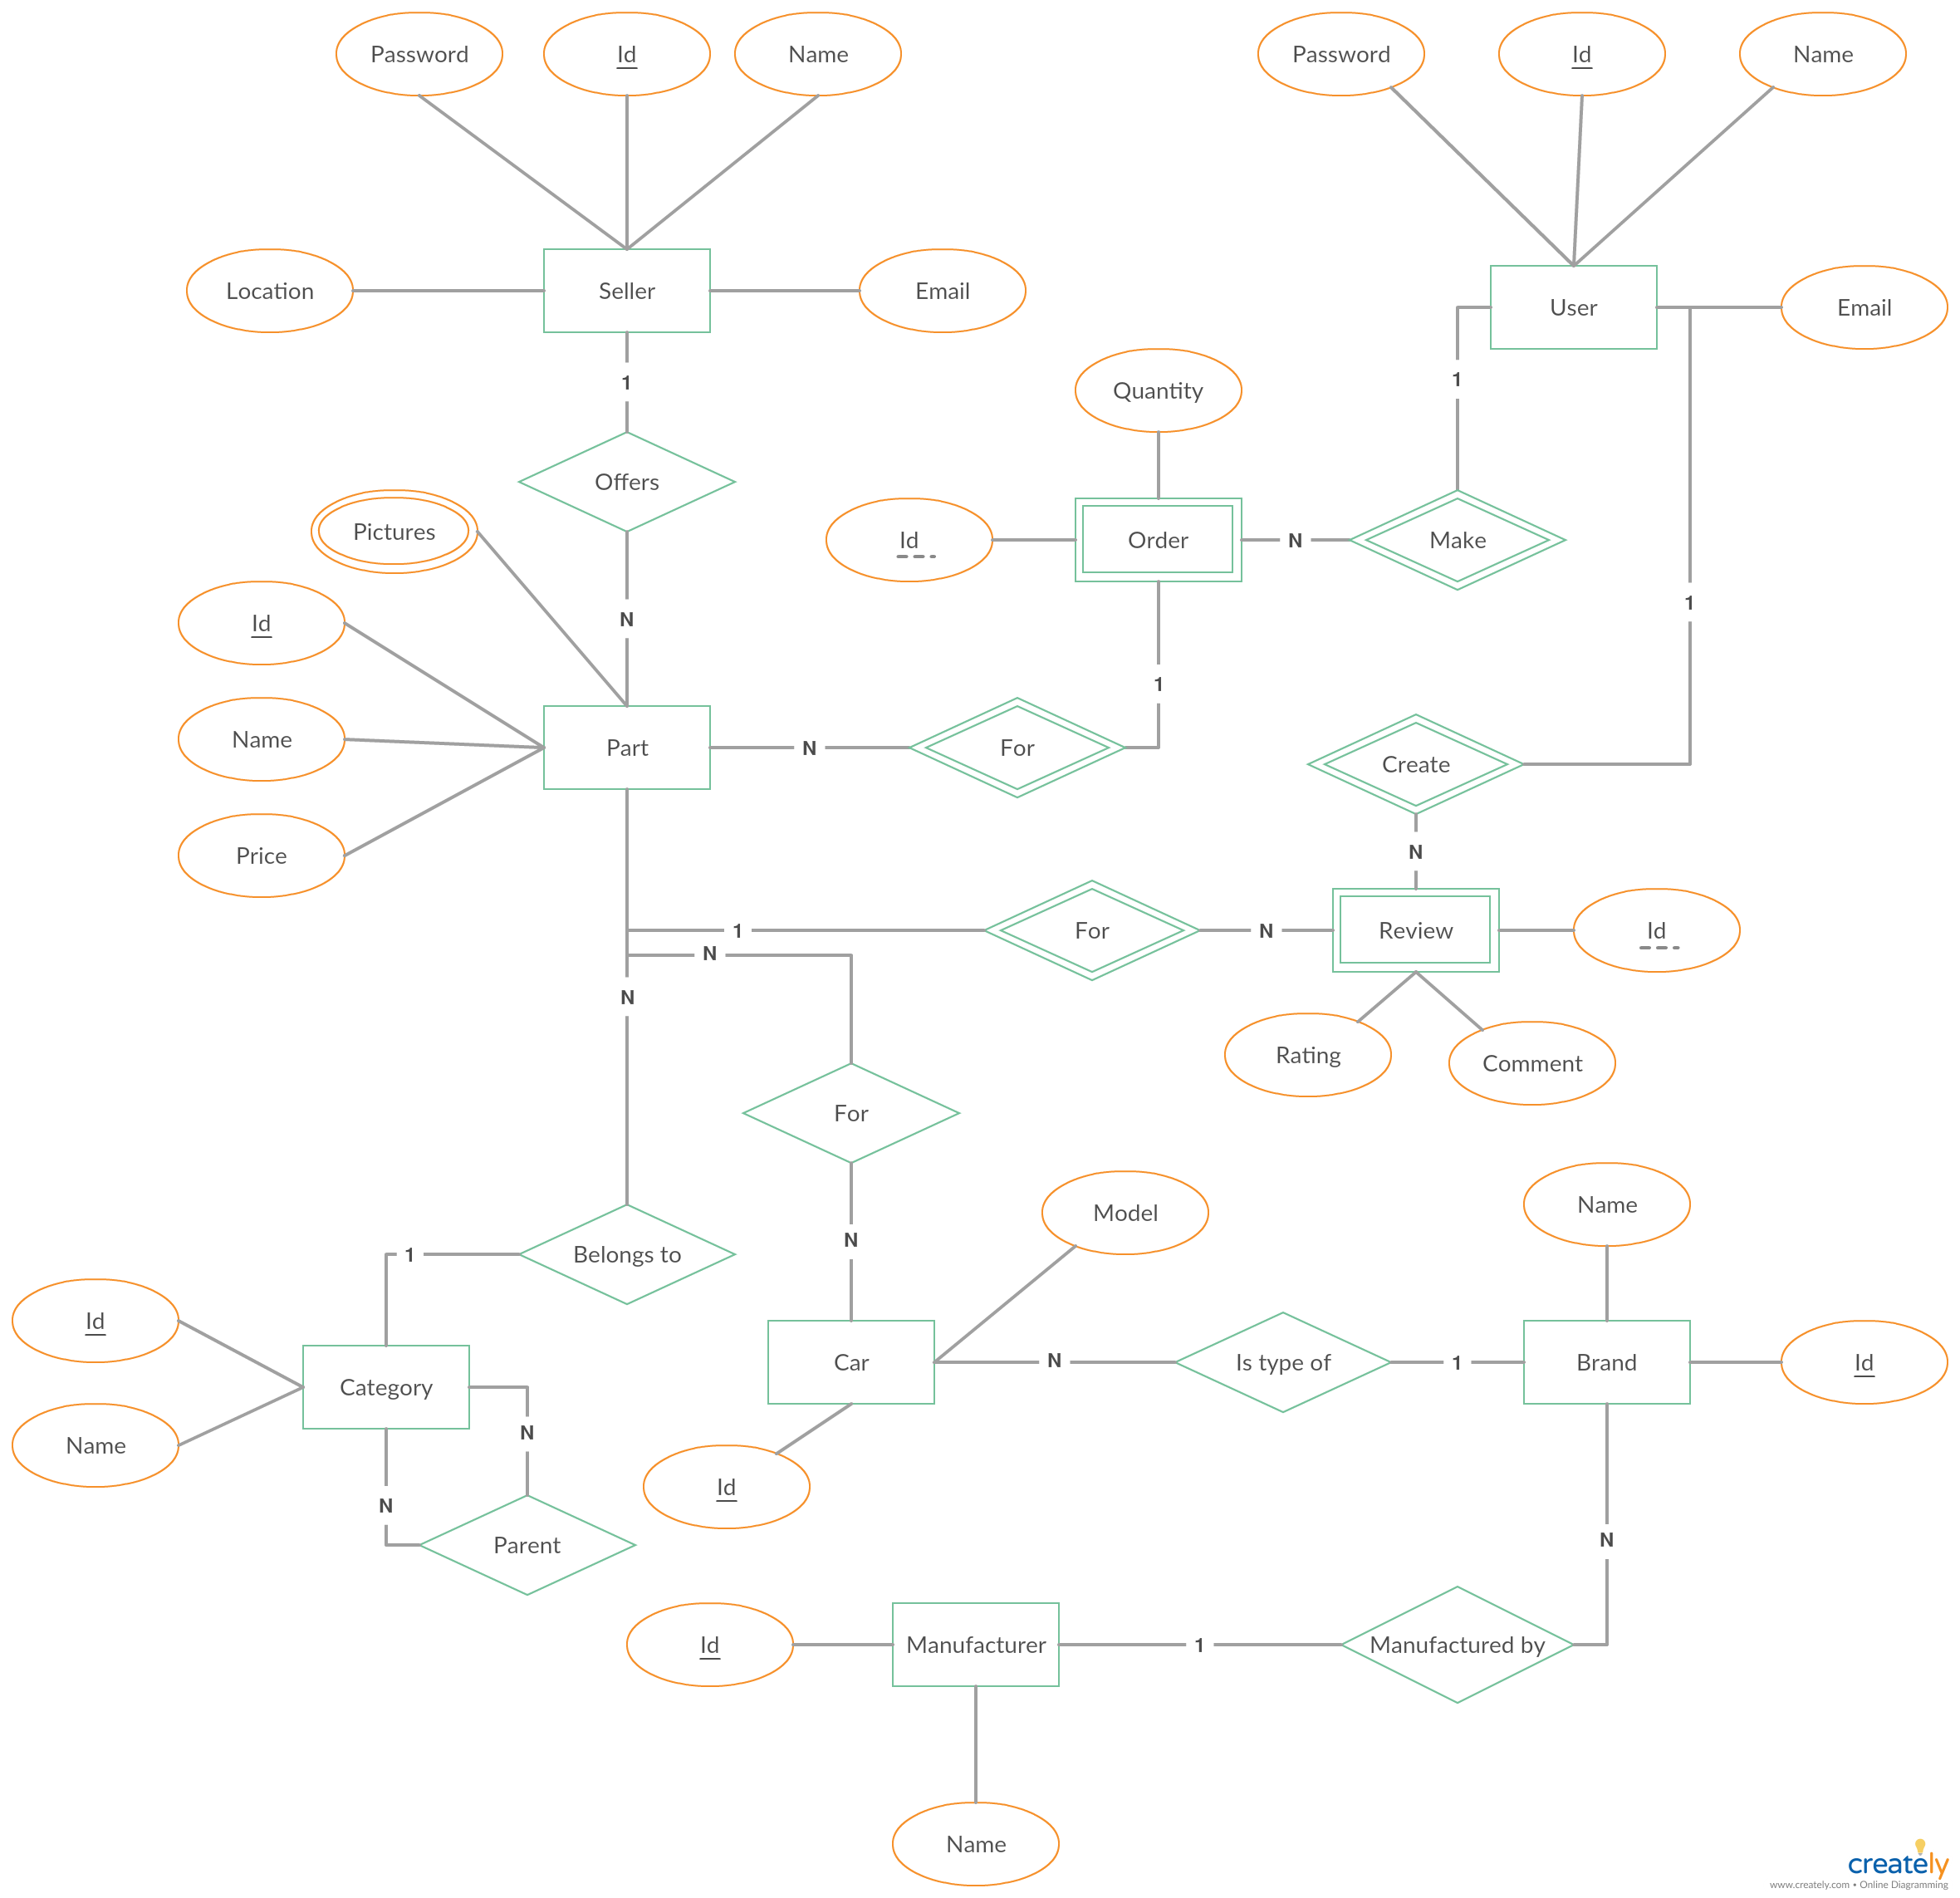 Password
Id
Name
Password
Id
Name
Location
Seller
Email
User
Email
1
1
Quantity
Offers
Pictures
Id
Order
N
Make
N
1
Id
1
Name
Part
N
For
Create
Price
N
1
For
N
Review
Id
N
N
Rating
Comment
For
Model
Name
N
1
Belongs to
Id
Car
N
Is type of
1
Brand
Id
Category
N
Name
Id
N
Parent
N
Id
Manufacturer
1
Manufactured by
Name
creately
www.creately.com • Online Diagramming